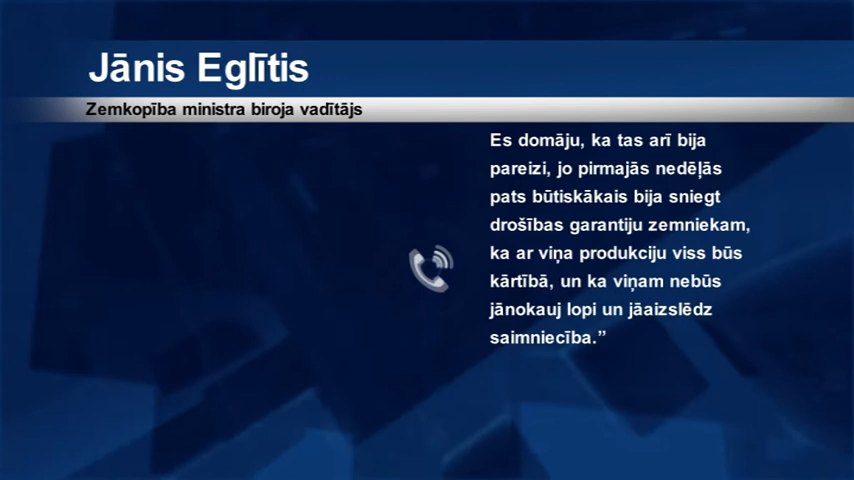 Jānis Eglītis
Zemkopība ministra biroja vadītājs
Es domāju, ka tas arī bija
pareizi, jo pirmajās nedēļās
pats būtiskākais bija sniegt
drošības garantiju zemniekam,
ka ar viņa produkciju viss būs
kārtībā, un ka viņam nebūs
jānokauj lopi un jāaizslēdz
saimniecība.”